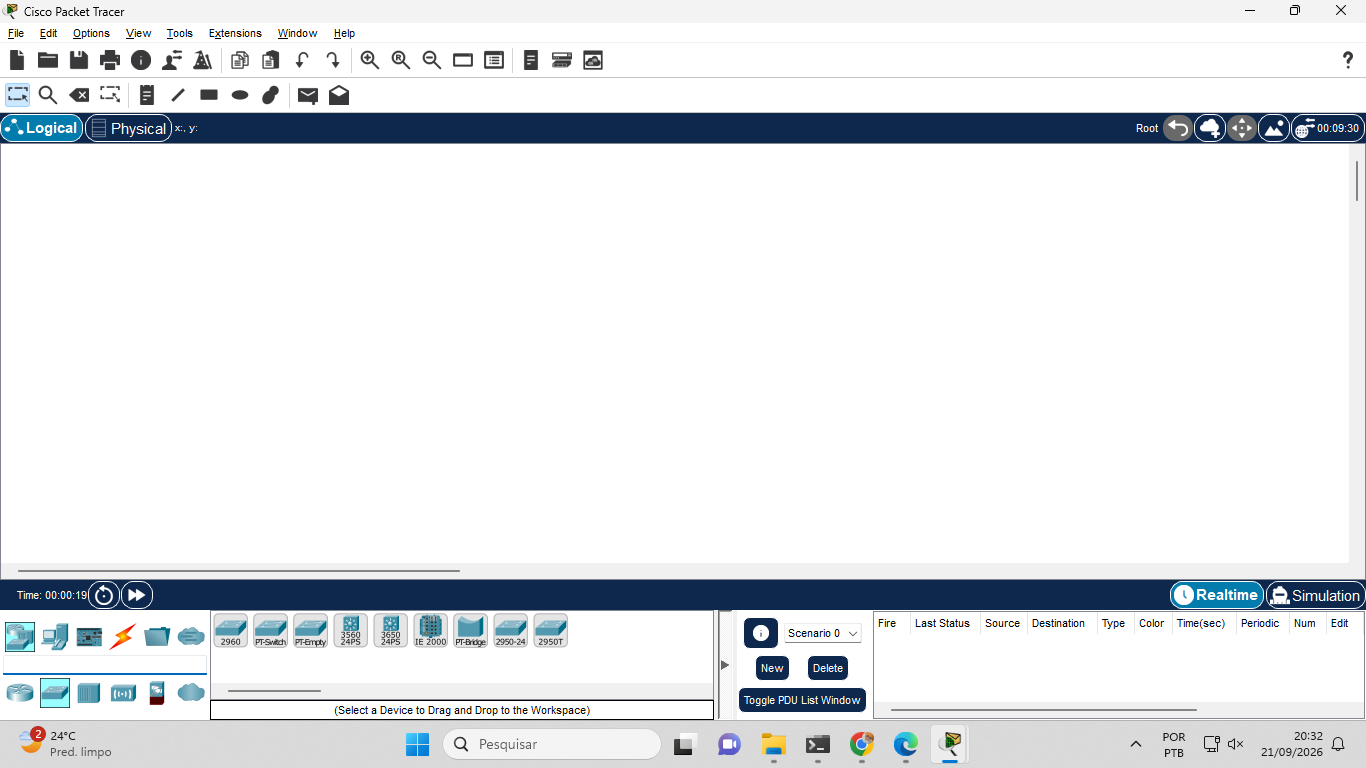 Cisco Packet Tracer
File Edit Options View Tools Extensions Window Help
Logical Physical x:, y: Root 00:09:30
Time: 00:00:19 Realtime Simulation
2960 PT-Switch PT-Empty 3560 24PS 3650 24PS IE 2000 PT-Bridge 2950-24 2950T
(Select a Device to Drag and Drop to the Workspace)
Scenario 0
New Delete
Toggle PDU List Window
Fire Last Status Source Destination Type Color Time(sec) Periodic Num Edit
2
24°C
Pred. limpo
Pesquisar
POR
PTB
20:32
21/09/2026